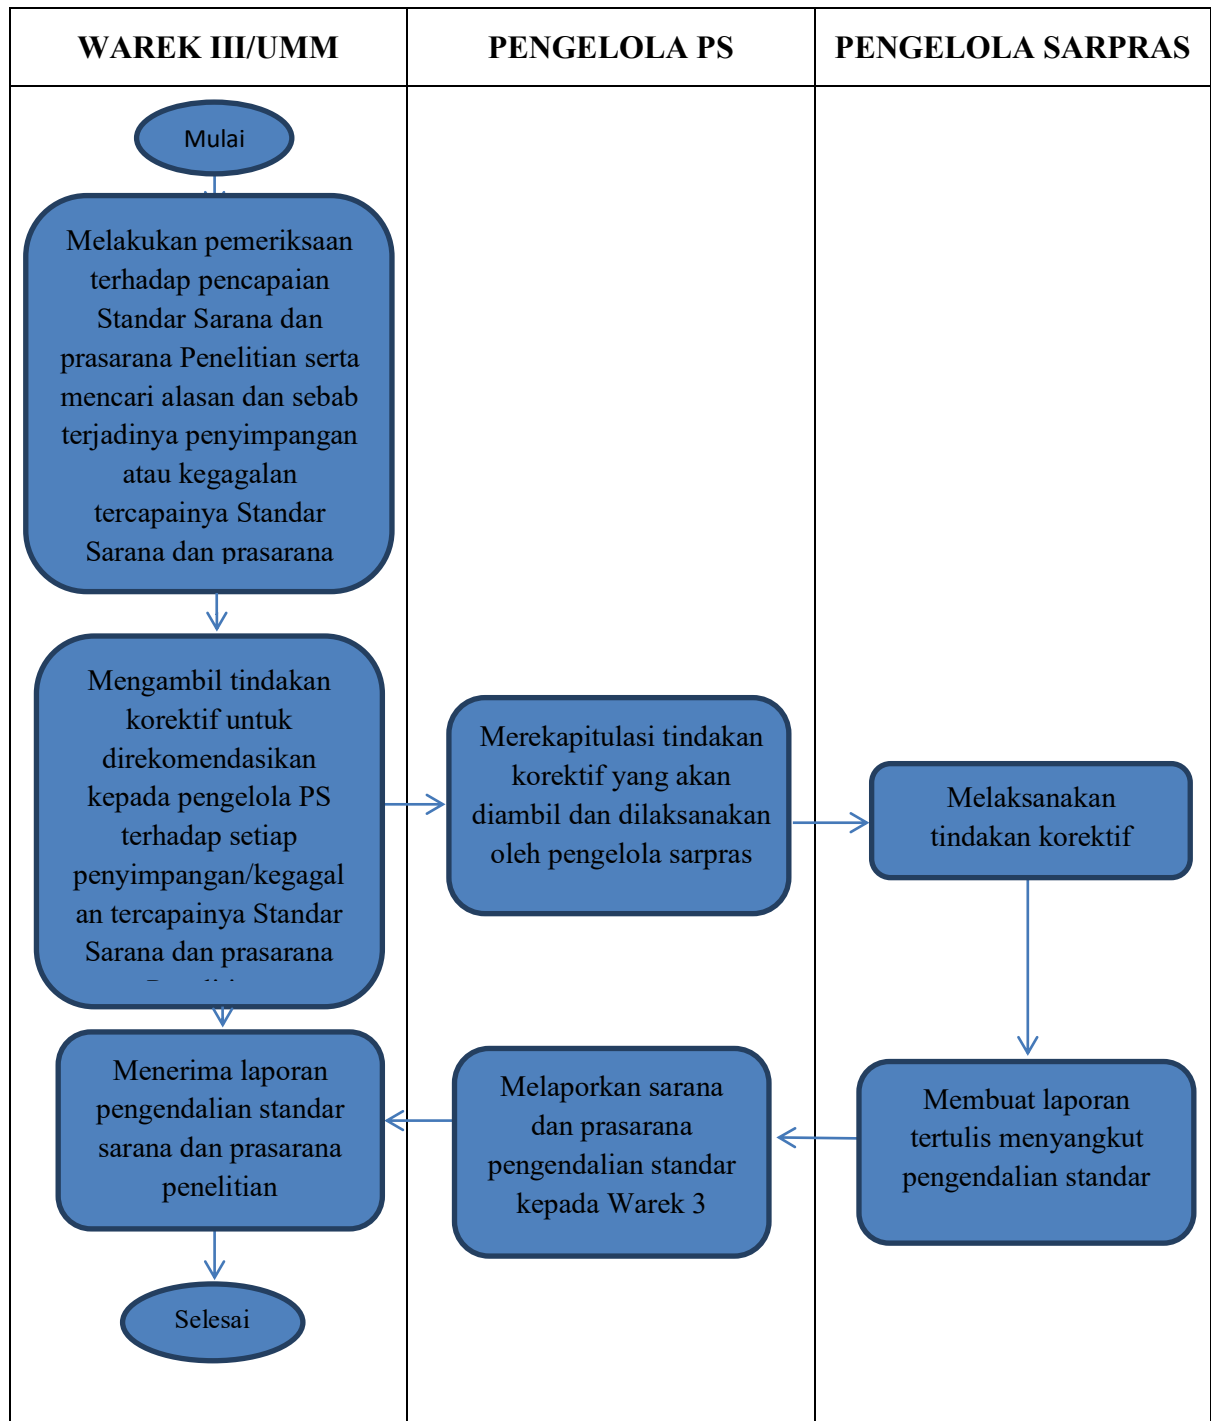 WAREK III/UMM
PENGELOLA PS
PENGELOLA SARPRAS
Mulai
Melakukan pemeriksaan
terhadap pencapaian
Standar Sarana dan
prasarana Penelitian serta
mencari alasan dan sebab
terjadinya penyimpangan
atau kegagalan
tercapainya Standar
Sarana dan prasarana
Mengambil tindakan
korektif untuk
direkomendasikan
kepada pengelola PS
terhadap setiap
penyimpangan/kegagal
an tercapainya Standar
Sarana dan prasarana
Merekapitulasi tindakan
korektif yang akan
diambil dan dilaksanakan
oleh pengelola sarpras
Melaksanakan
tindakan korektif
Membuat laporan
tertulis menyangkut
pengendalian standar
Melaporkan sarana
dan prasarana
pengendalian standar
kepada Warek 3
Menerima laporan
pengendalian standar
sarana dan prasarana
penelitian
Selesai